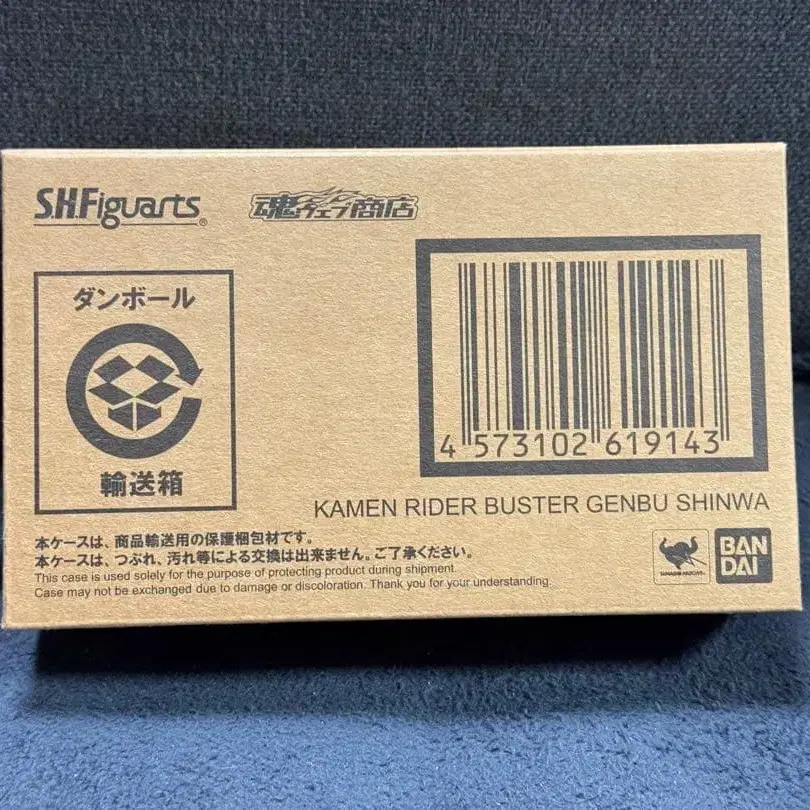 S.H.Figuarts®
魂ウェブ商店
ダンボール
輸送箱
4 573102 619143
KAMEN RIDER BUSTER GENBU SHINWA
本ケースは、商品輸送用の保護梱包材です。
本ケースは、つぶれ、汚れ等による交換は出来ません。ご了承ください。
This case is used solely for the purpose of protecting product during shipment.
Case may not be exchanged due to damage or discoloration. Thank you for your understanding.
BAN
DAI